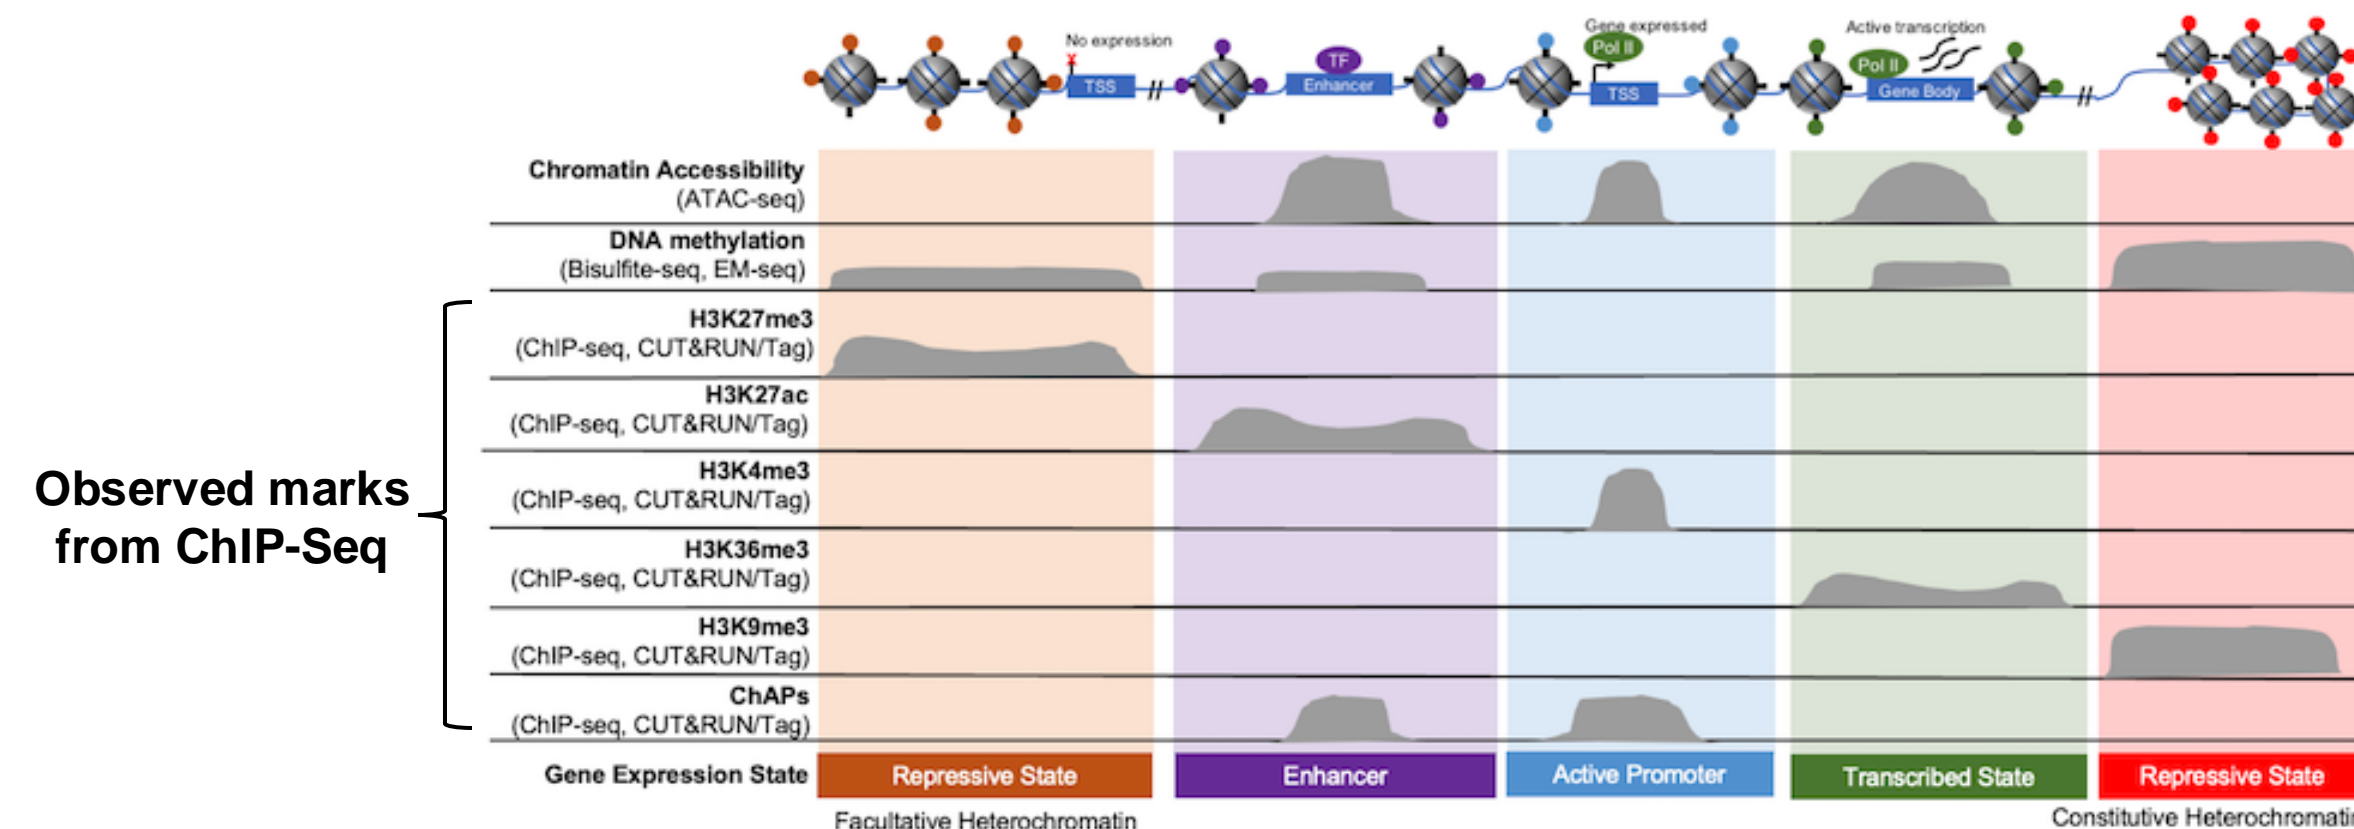 No expression
TSS
TF
Enhancer
Gene expressed
Pol II
TSS
Active transcription
Pol II
Gene Body
Chromatin Accessibility
(ATAC-seq)
DNA methylation
(Bisulfite-seq, EM-seq)
H3K27me3
(ChIP-seq, CUT&RUN/Tag)
H3K27ac
(ChIP-seq, CUT&RUN/Tag)
H3K4me3
(ChIP-seq, CUT&RUN/Tag)
H3K36me3
(ChIP-seq, CUT&RUN/Tag)
H3K9me3
(ChIP-seq, CUT&RUN/Tag)
ChAPs
(ChIP-seq, CUT&RUN/Tag)
Observed marks
from ChIP-Seq
Gene Expression State
Repressive State
Enhancer
Active Promoter
Transcribed State
Repressive State
Facultative Heterochromatin
Constitutive Heterochromatin